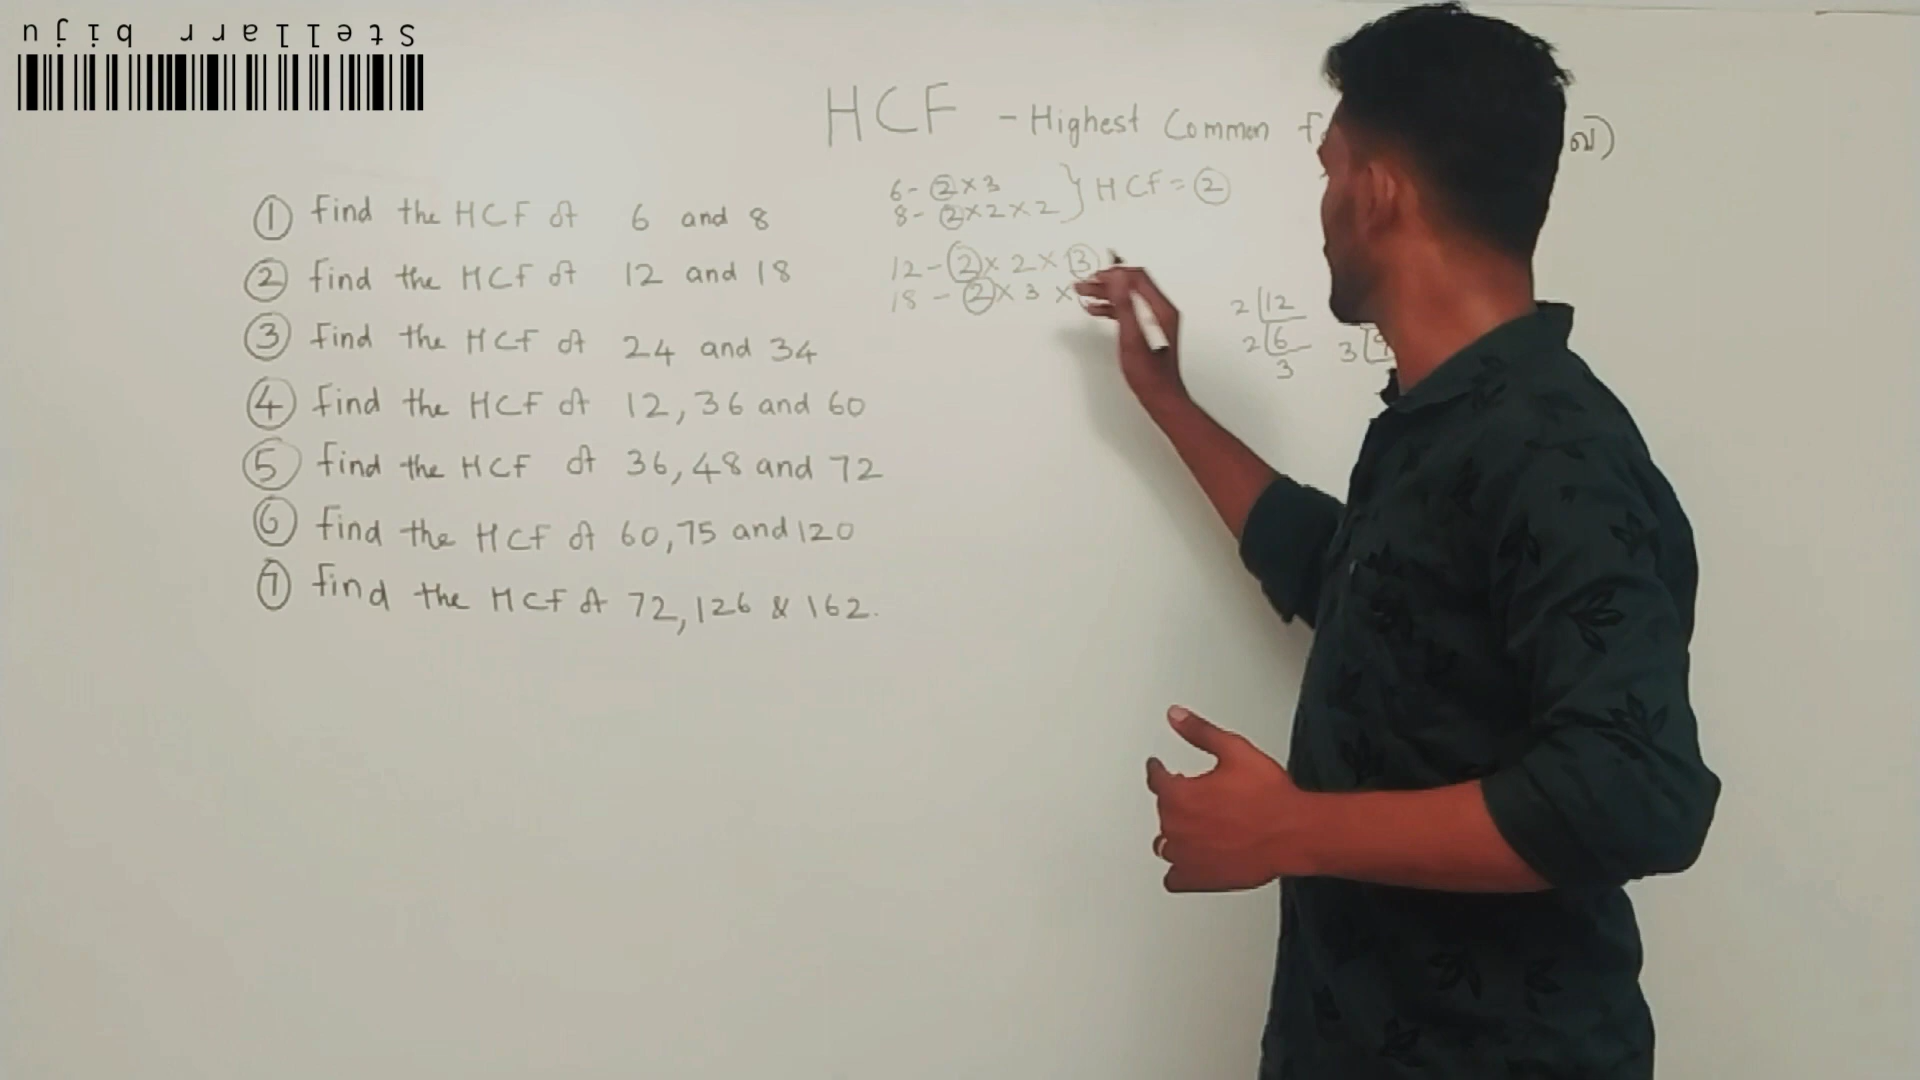 Stellarr biju
HCF - Highest Common
① find the HCF of 6 and 8
② find the HCF of 12 and 18
③ find the HCF of 24 and 34
④ find the HCF of 12, 36 and 60
⑤ find the HCF of 36, 48 and 72
⑥ find the HCF of 60, 75 and 120
⑦ find the HCF of 72, 126 & 162.
6 - ② × 3 } HCF = ②
8 - ② × 2 × 2
12 - ② × 2 × ③
18 - ② × 3 ×
2 | 12
2 | 6
3
3 | 9